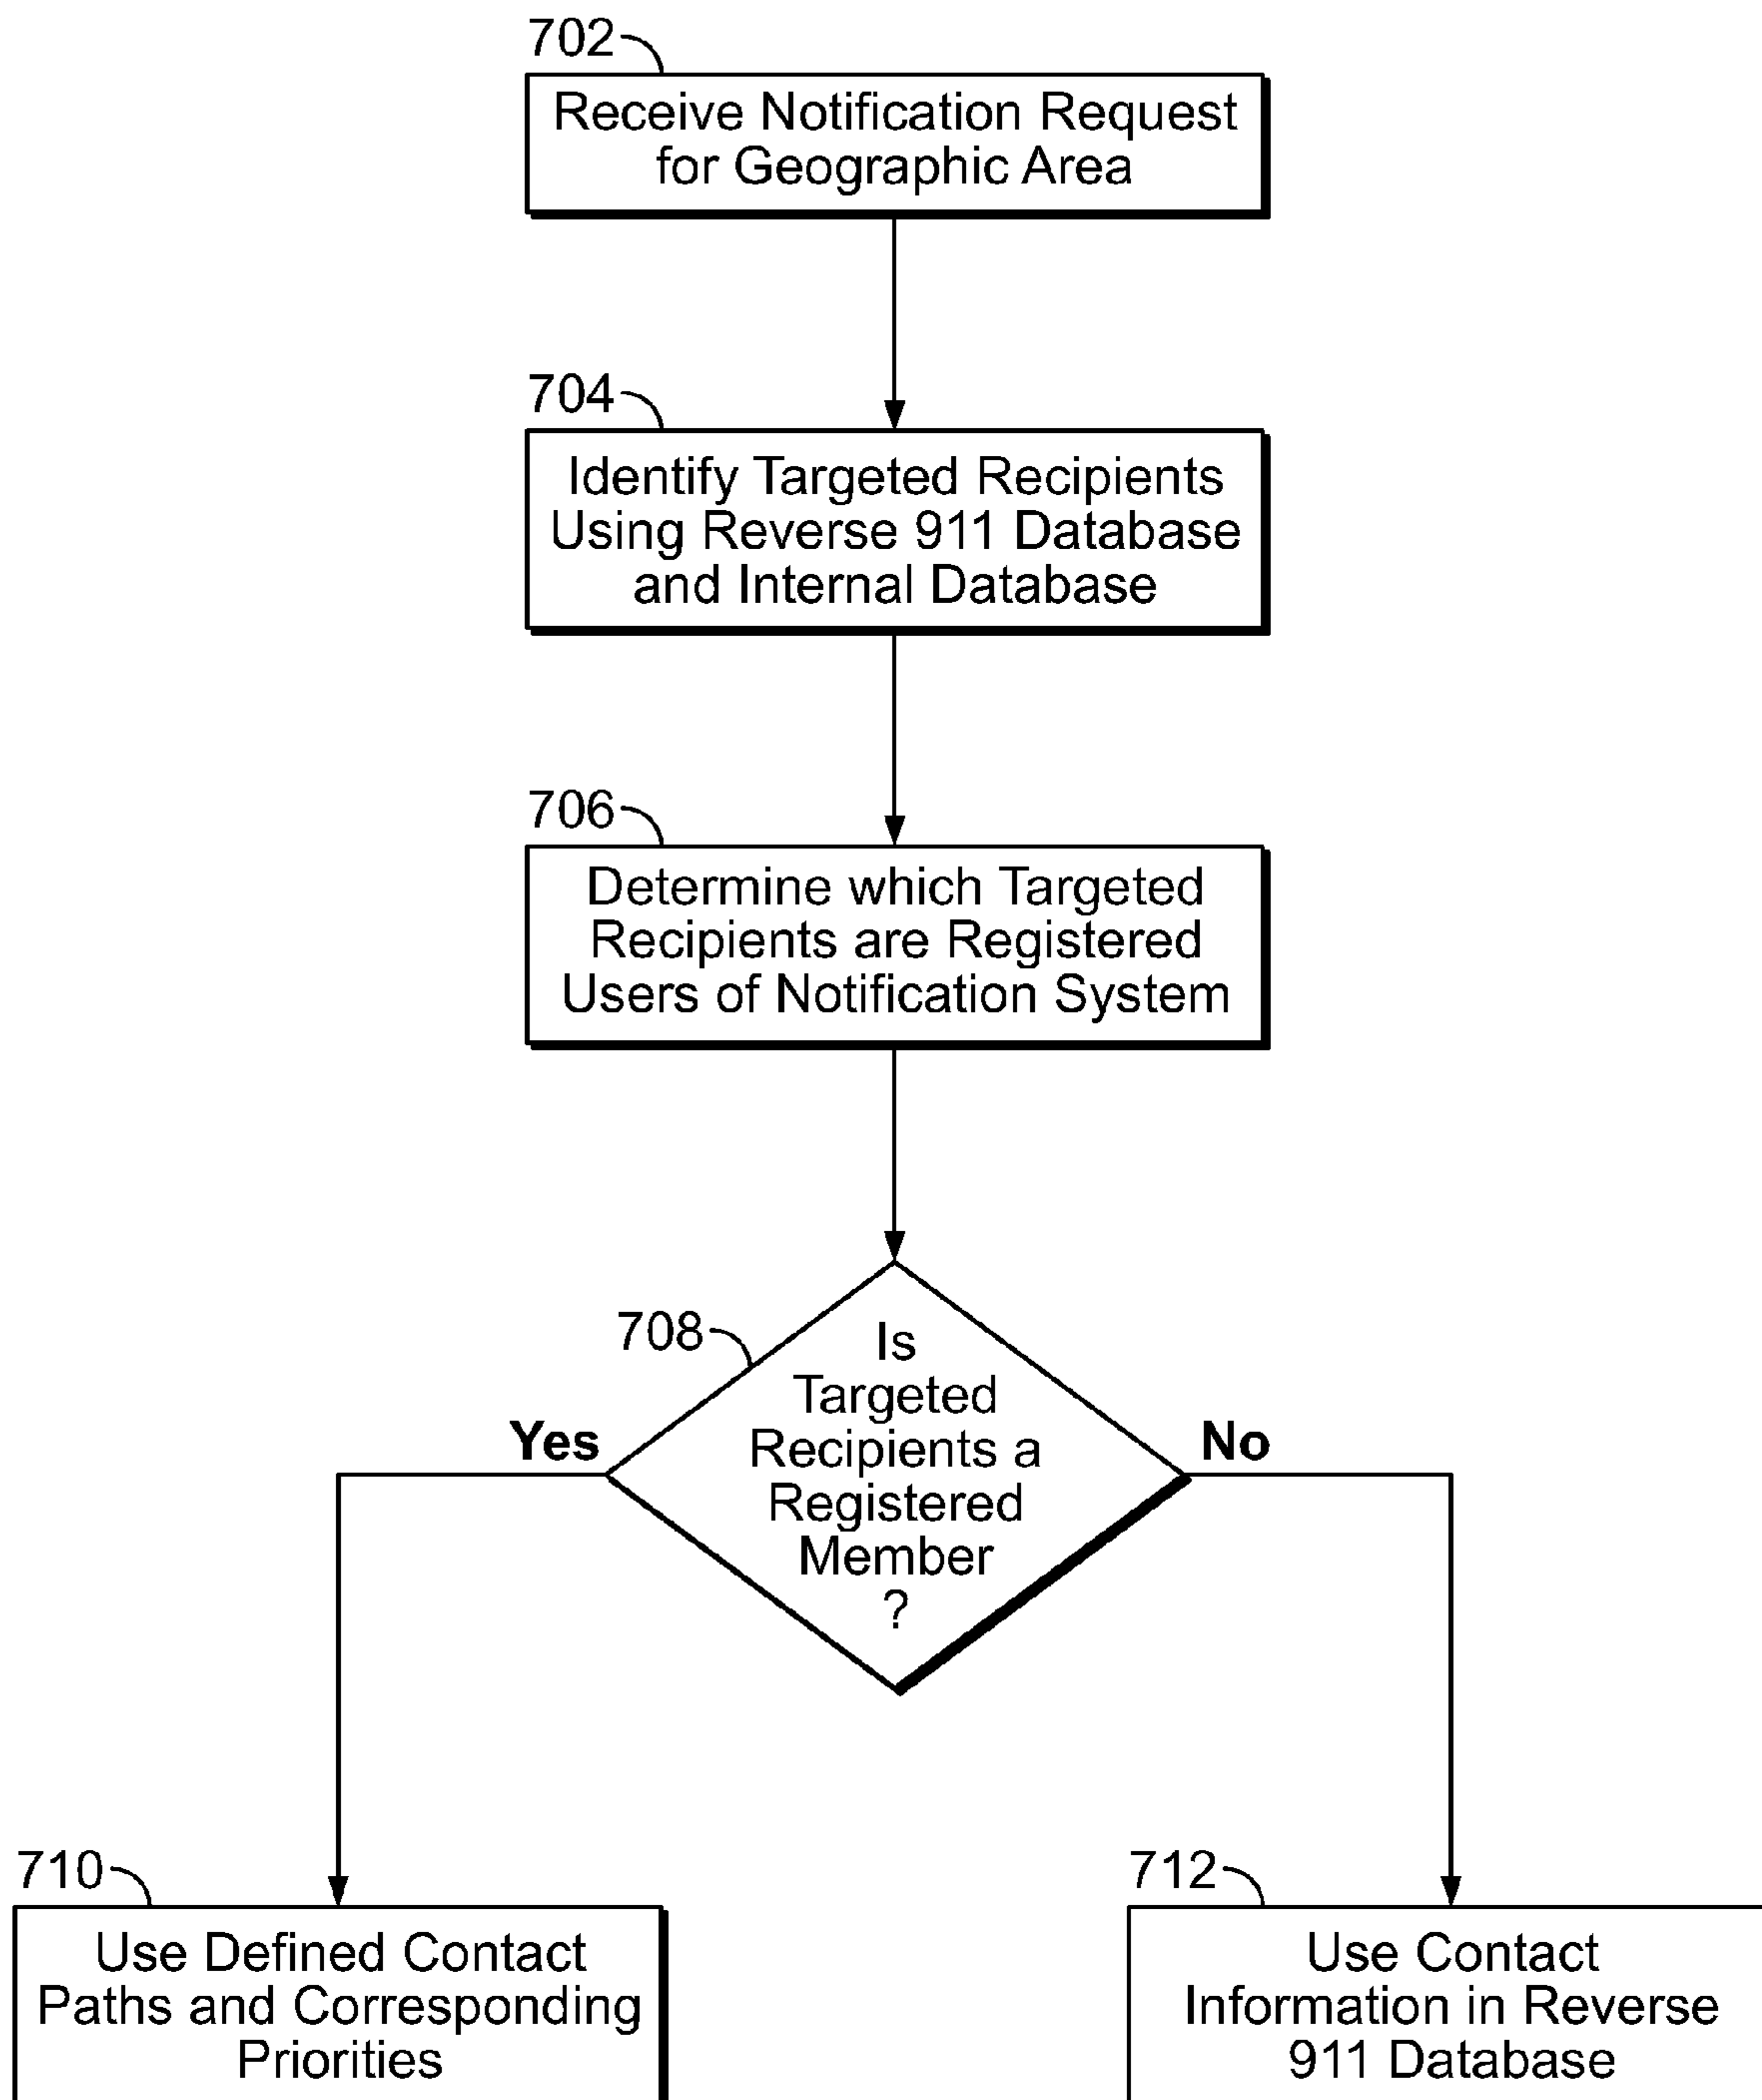 702
Receive Notification Request
for Geographic Area
704
Identify Targeted Recipients
Using Reverse 911 Database
and Internal Database
706
Determine which Targeted
Recipients are Registered
Users of Notification System
708
Is
Targeted
Recipients a
Registered
Member
?
Yes
No
710
Use Defined Contact
Paths and Corresponding
Priorities
712
Use Contact
Information in Reverse
911 Database